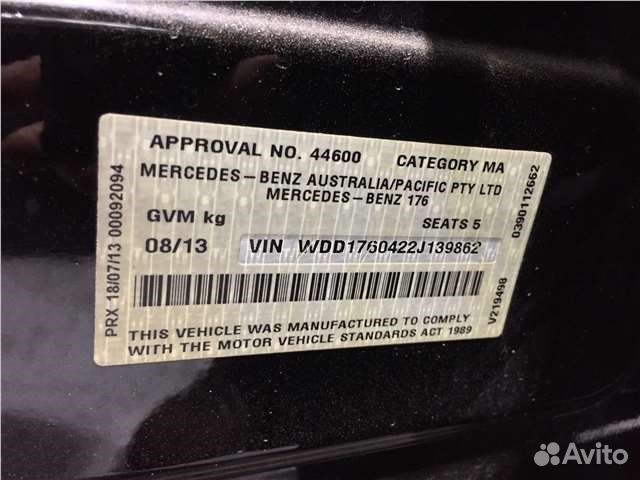 APPROVAL NO. 44600 CATEGORY MA
MERCEDES-BENZ AUSTRALIA/PACIFIC PTY LTD
MERCEDES-BENZ 176
GVM kg SEATS 5
08/13 VIN WDD1760422J139862
THIS VEHICLE WAS MANUFACTURED TO COMPLY
WITH THE MOTOR VEHICLE STANDARDS ACT 1989
PRX 18/07/13 00092094
0390112662
V219498
Avito